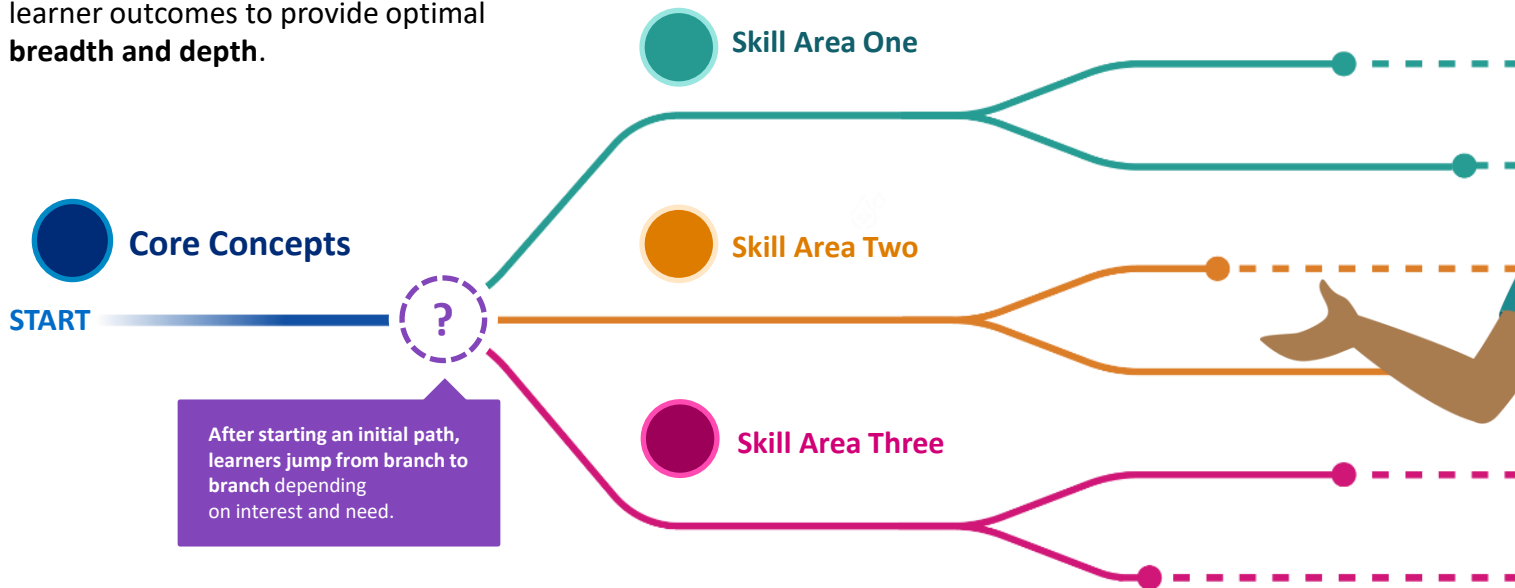 learner outcomes to provide optimal
breadth and depth.
Skill Area One
Core Concepts
Skill Area Two
START
?
After starting an initial path,
learners jump from branch to
branch depending
on interest and need.
Skill Area Three